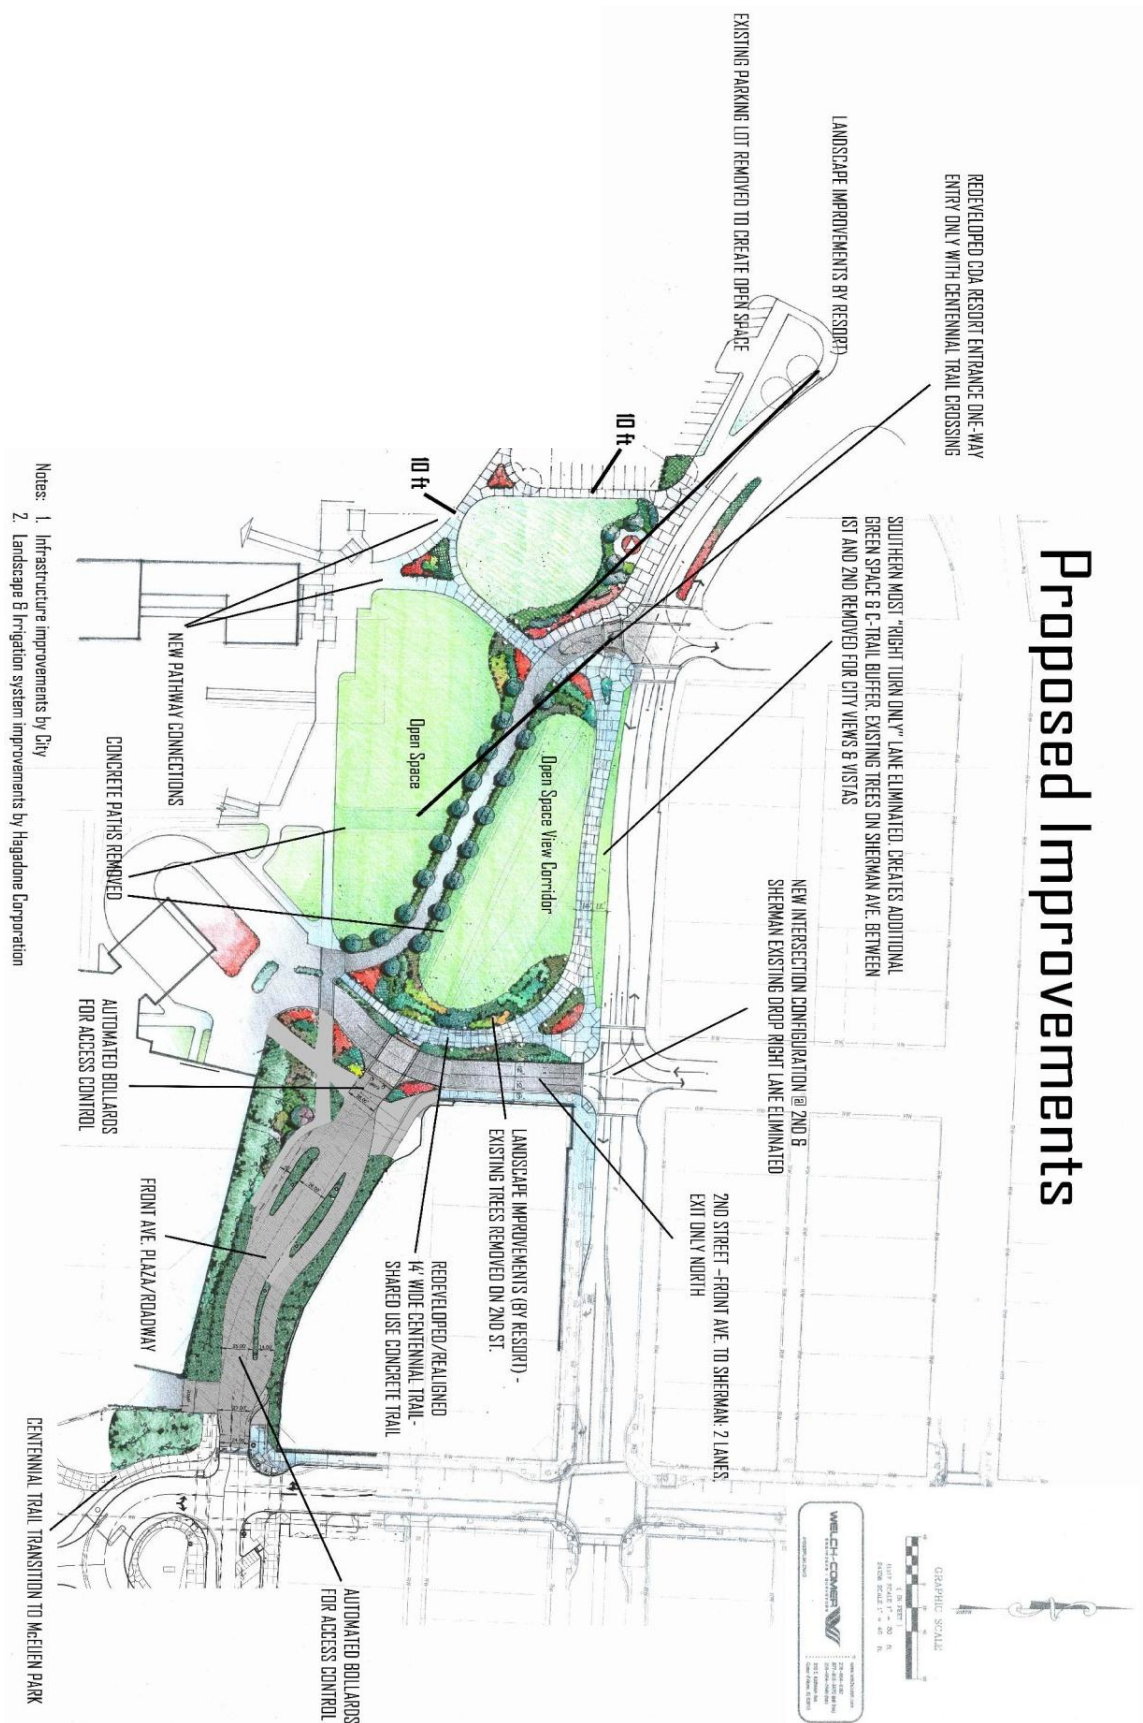 Proposed Improvements
REDEVELOPED CDA RESORT ENTRANCE ONE-WAY
ENTRY ONLY WITH CENTENNIAL TRAIL CROSSING
LANDSCAPE IMPROVEMENTS BY RESORT)
EXISTING PARKING LOT REMOVED TO CREATE OPEN SPACE
SOUTHERN MOST "RIGHT TURN ONLY" LANE ELIMINATED. CREATES ADDITIONAL
GREEN SPACE & C-TRAIL BUFFER. EXISTING TREES ON SHERMAN AVE. BETWEEN
1ST AND 2ND REMOVED FOR CITY VIEWS & VISTAS
NEW INTERSECTION CONFIGURATION @ 2ND &
SHERMAN EXISTING DROP RIGHT LANE ELIMINATED
2ND STREET -FRONT AVE. TO SHERMAN: 2 LANES,
EXIT ONLY NORTH
10 ft
10 ft
Open Space View Corridor
Open Space
LANDSCAPE IMPROVEMENTS (BY RESORT) -
EXISTING TREES REMOVED ON 2ND ST.
REDEVELOPED/REALIGNED
14' WIDE CENTENNIAL TRAIL-
SHARED USE CONCRETE TRAIL
NEW PATHWAY CONNECTIONS
CONCRETE PATHS REMOVED
AUTOMATED BOLLARDS
FOR ACCESS CONTROL
FRONT AVE. PLAZA/ROADWAY
AUTOMATED BOLLARDS
FOR ACCESS CONTROL
CENTENNIAL TRAIL TRANSITION TO McEUEN PARK
Notes: 1. Infrastructure improvements by City
2. Landscape & Irrigation system improvements by Hagadone Corporation
GRAPHIC SCALE
( IN FEET )
WELCH-COMER